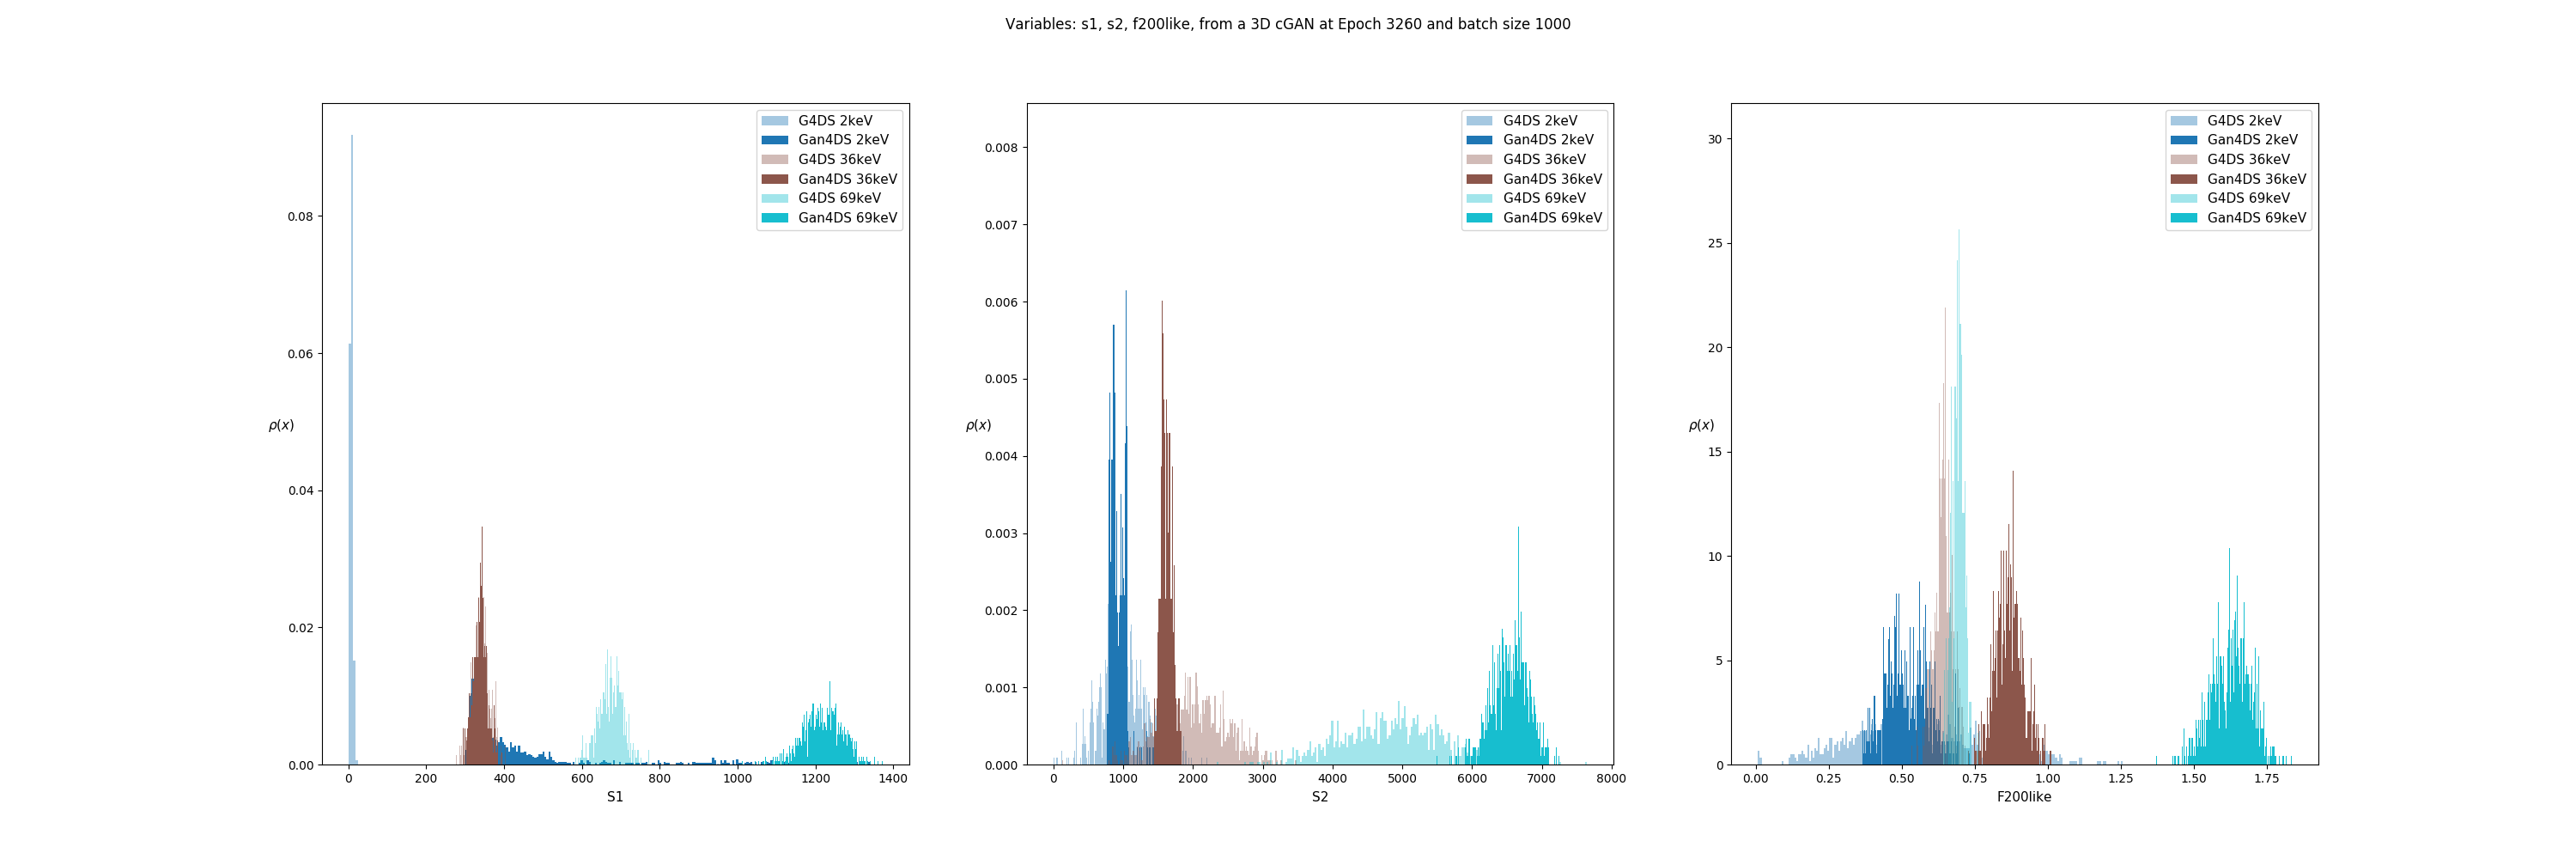 Variables: s1, s2, f200like, from a 3D cGAN at Epoch 3260 and batch size 1000
G4DS 2keV
Gan4DS 2keV
G4DS 36keV
Gan4DS 36keV
G4DS 69keV
Gan4DS 69keV
0.08
0.06
ρ(x)
0.04
0.02
0.00
0 200 400 600 800 1000 1200 1400
S1
G4DS 2keV
Gan4DS 2keV
G4DS 36keV
Gan4DS 36keV
G4DS 69keV
Gan4DS 69keV
0.008
0.007
0.006
0.005
ρ(x)
0.004
0.003
0.002
0.001
0.000
0 1000 2000 3000 4000 5000 6000 7000 8000
S2
G4DS 2keV
Gan4DS 2keV
G4DS 36keV
Gan4DS 36keV
G4DS 69keV
Gan4DS 69keV
30
25
20
ρ(x)
15
10
5
0
0.00 0.25 0.50 0.75 1.00 1.25 1.50 1.75
F200like